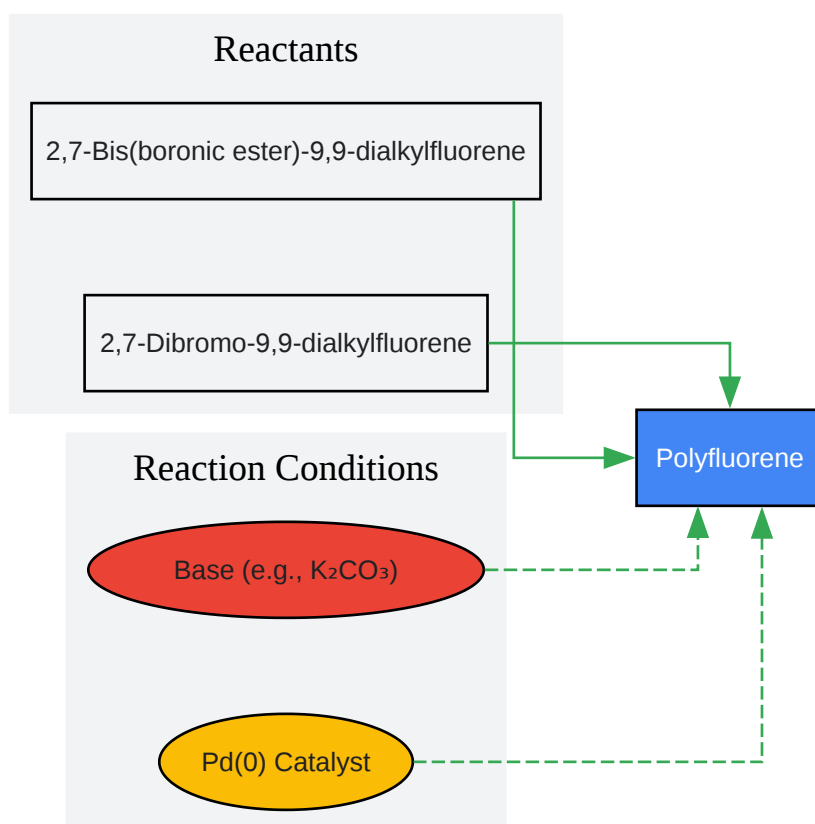 Reactants
2,7-Bis(boronic ester)-9,9-dialkylfluorene
2,7-Dibromo-9,9-dialkylfluorene
Polyfluorene
Reaction Conditions
Base (e.g., K₂CO₃)
Pd(0) Catalyst